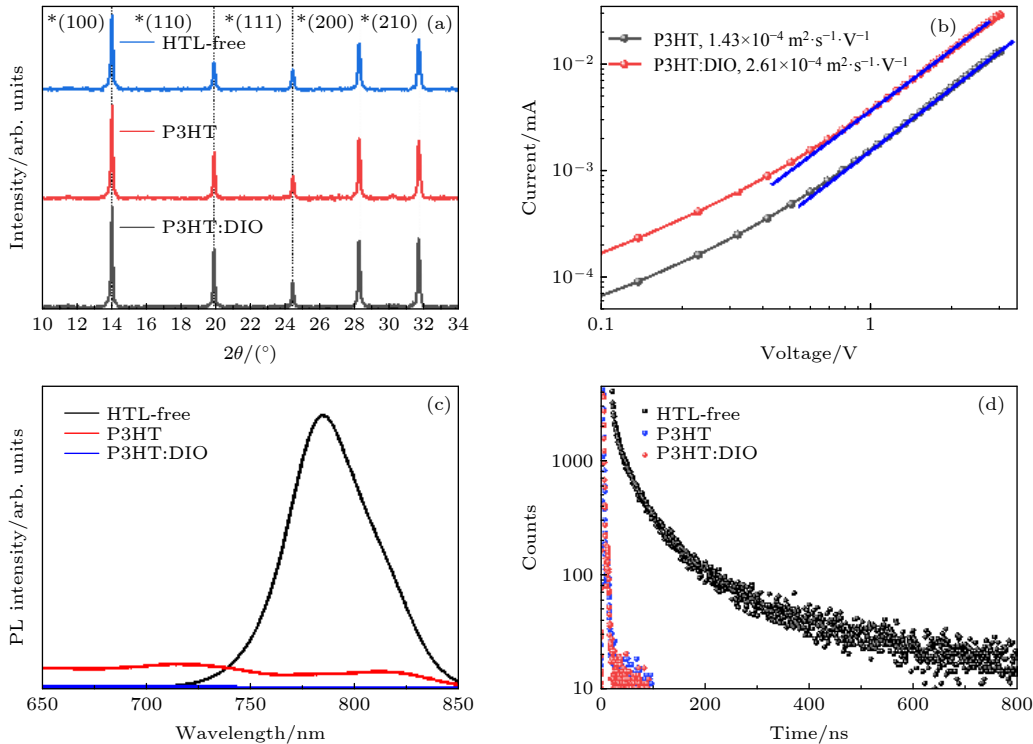 *(100) *(110) *(111) *(200) *(210) (a)
HTL-free
P3HT
P3HT:DIO
Intensity/arb. units
10 12 14 16 18 20 22 24 26 28 30 32 34
2θ/(°)
(b)
P3HT, 1.43×10⁻⁴ m²·s⁻¹·V⁻¹
P3HT:DIO, 2.61×10⁻⁴ m²·s⁻¹·V⁻¹
10⁻²
10⁻³
10⁻⁴
Current/mA
0.1 1
Voltage/V
(c)
HTL-free
P3HT
P3HT:DIO
PL intensity/arb. units
650 700 750 800 850
Wavelength/nm
(d)
HTL-free
P3HT
P3HT:DIO
1000
100
10
Counts
0 200 400 600 800
Time/ns